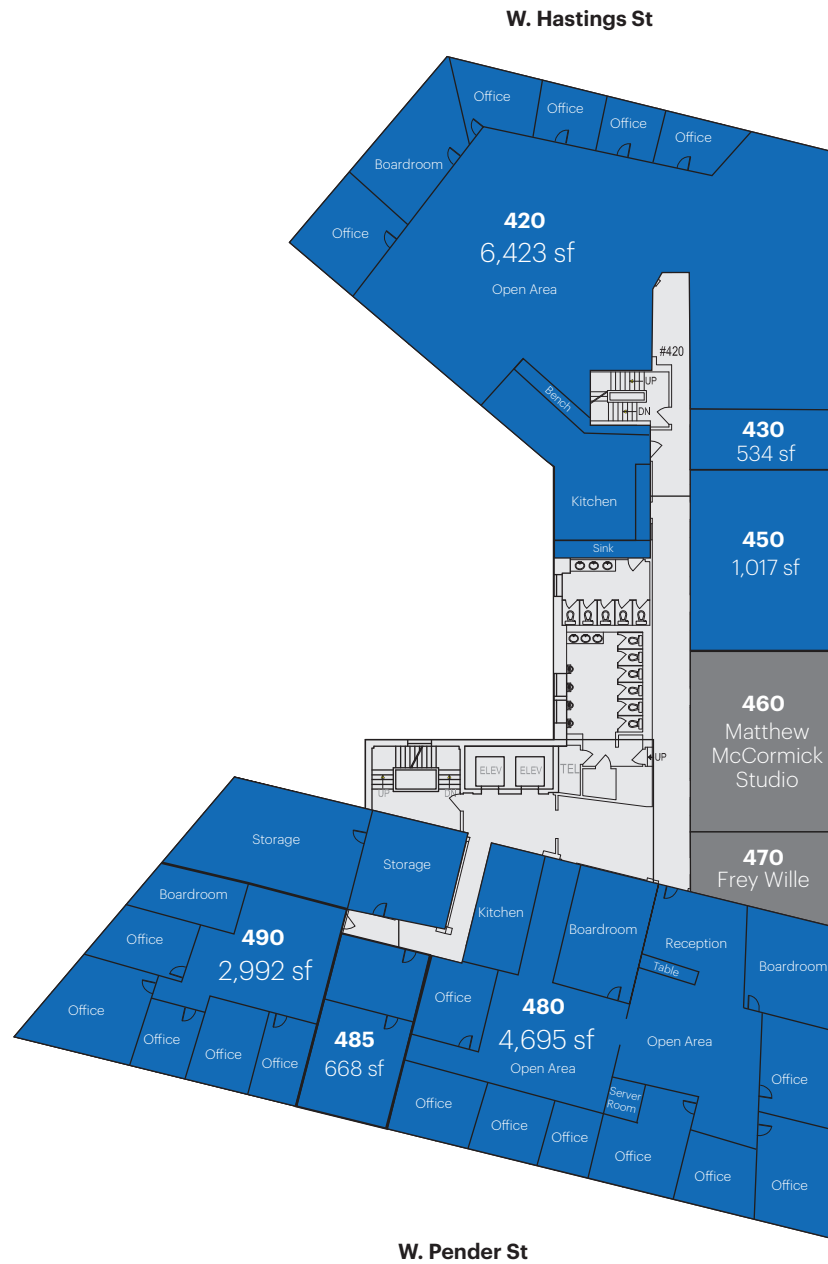 W. Hastings St
Office
Office
Office
Office
Boardroom
Office
420
6,423 sf
Open Area
#420
UP
DN
Bench
430
534 sf
Kitchen
450
1,017 sf
Sink
460
Matthew
McCormick
Studio
UP
ELEV
ELEV
TEL
UP
DN
Storage
Storage
470
Frey Wille
Boardroom
Kitchen
490
2,992 sf
Office
Boardroom
Reception
Table
Boardroom
Office
Office
480
4,695 sf
Open Area
Open Area
Office
Office
Office
485
668 sf
Office
Server
Room
Office
Office
Office
Office
Office
Office
Office
W. Pender St